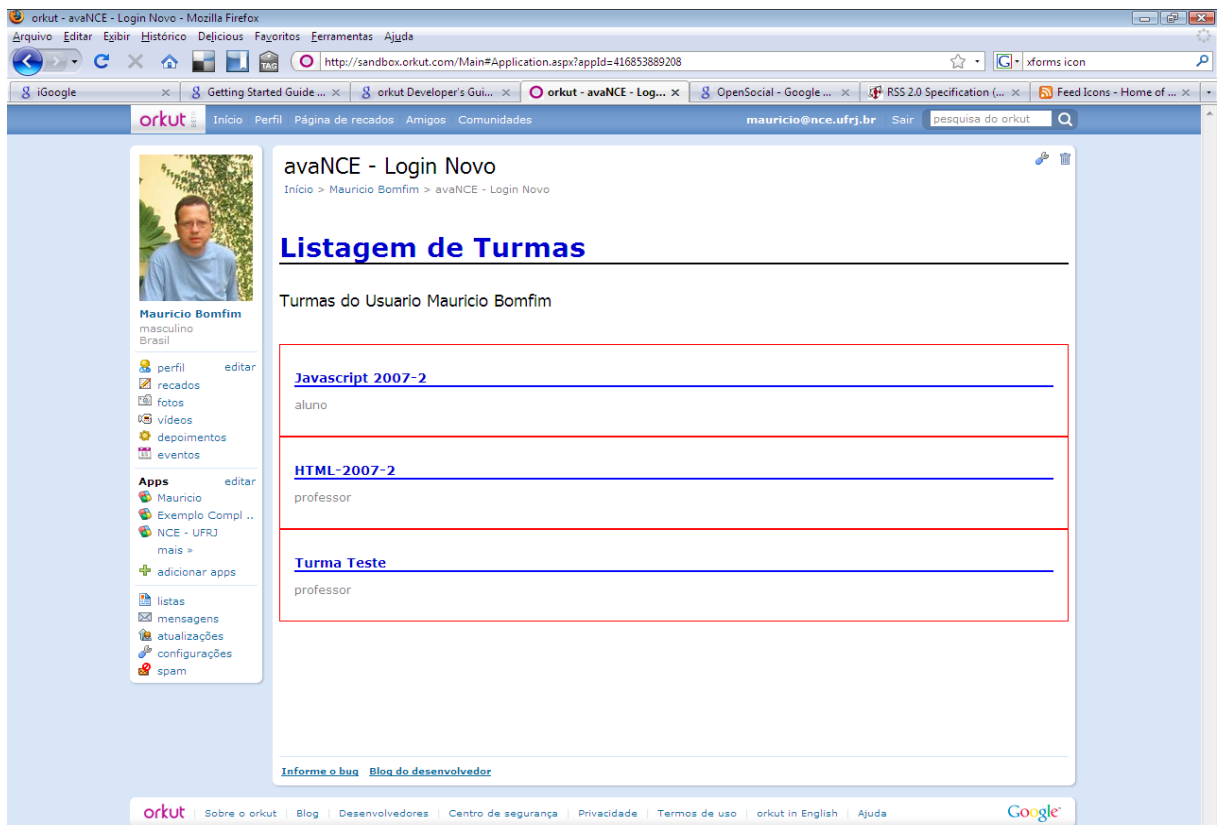 orkut - avaNCE - Login Novo - Mozilla Firefox
Arquivo Editar Exibir Histórico Delicious Favoritos Ferramentas Ajuda
TAG http://sandbox.orkut.com/Main#Application.aspx?appId=416853889208 G xforms icon
iGoogle Getting Started Guide ... orkut Developer's Gui... orkut - avaNCE - Log... OpenSocial - Google ... RSS 2.0 Specification (... Feed Icons - Home of ...
orkut Início Perfil Página de recados Amigos Comunidades mauricio@nce.ufrj.br Sair pesquisa do orkut
avaNCE - Login Novo
Início > Mauricio Bomfim > avaNCE - Login Novo
Listagem de Turmas
Turmas do Usuario Mauricio Bomfim
Javascript 2007-2
aluno
HTML-2007-2
professor
Turma Teste
professor
Informe o bug Blog do desenvolvedor
Mauricio Bomfim
masculino
Brasil
perfil editar
recados
fotos
vídeos
depoimentos
eventos
Apps editar
Mauricio
Exemplo Compl ..
NCE - UFRJ
mais »
adicionar apps
listas
mensagens
atualizações
configurações
spam
orkut Sobre o orkut Blog Desenvolvedores Centro de segurança Privacidade Termos de uso orkut in English Ajuda Google